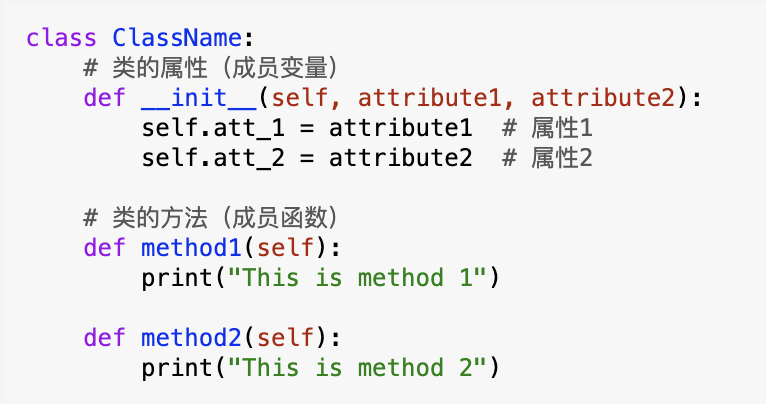 class ClassName:
    # 类的属性（成员变量）
    def __init__(self, attribute1, attribute2):
        self.att_1 = attribute1  # 属性1
        self.att_2 = attribute2  # 属性2

    # 类的方法（成员函数）
    def method1(self):
        print("This is method 1")

    def method2(self):
        print("This is method 2")